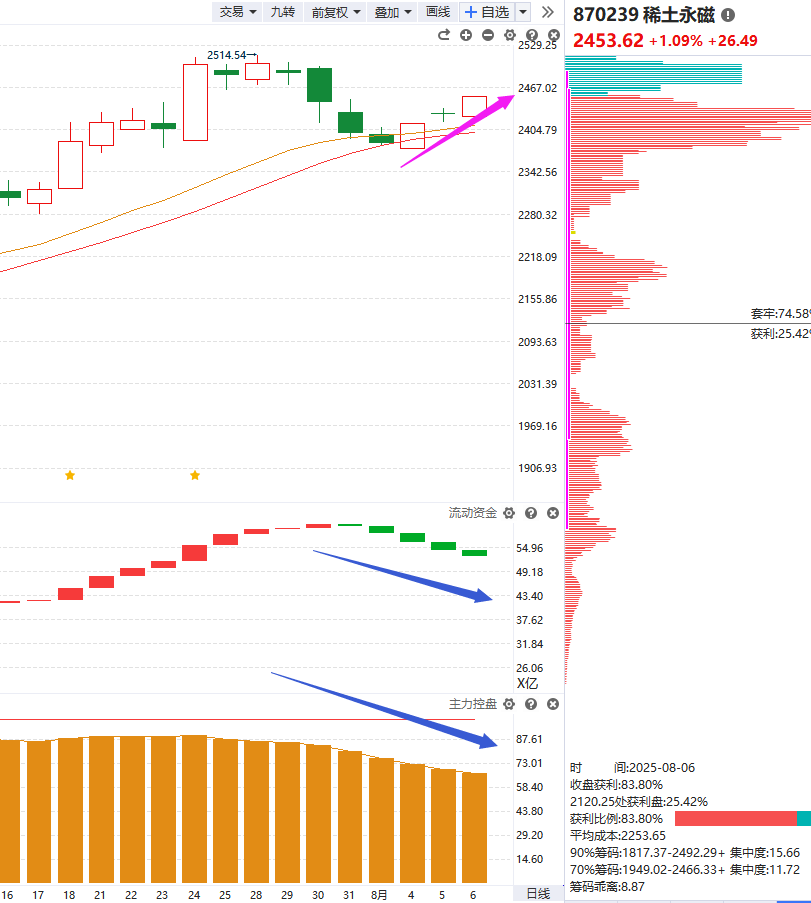 交易 九转 前复权 叠加 画线 +自选
870239 稀土永磁
2453.62 +1.09% +26.49
2514.54
2529.25
2467.02
2404.79
2342.56
2280.32
2218.09
2155.86
2093.63
2031.39
1969.16
1906.93
套牢:74.58%
获利:25.42%
流动资金
54.96
49.18
43.40
37.62
31.84
26.06
X亿
主力控盘
87.61
73.01
58.40
43.80
29.20
14.60
16 17 18 21 22 23 24 25 28 29 30 31 8月 4 5 6 日线
时 间:2025-08-06
收盘获利:83.80%
2120.25处获利盘:25.42%
获利比例:83.80%
平均成本:2253.65
90%筹码:1817.37-2492.29+ 集中度:15.66
70%筹码:1949.02-2466.33+ 集中度:11.72
筹码乖离:8.87